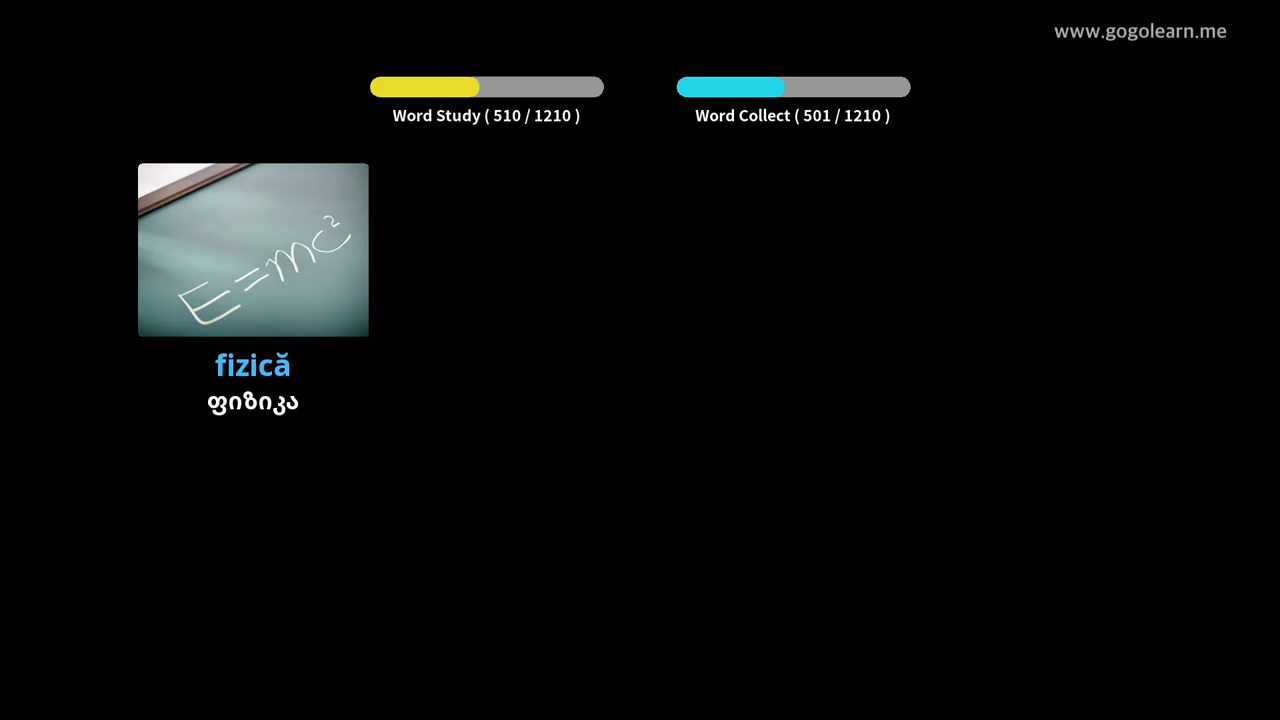 www.gogolearn.me
Word Study ( 510 / 1210 )
Word Collect ( 501 / 1210 )
E=mc²
fizică
ფიზიკა